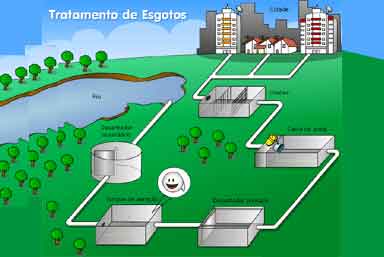 Tratamento de Esgotos
Cidade
Grades
Rio
Caixa de areia
Decantador
secundário
Tanque de aeração
Decantador primário